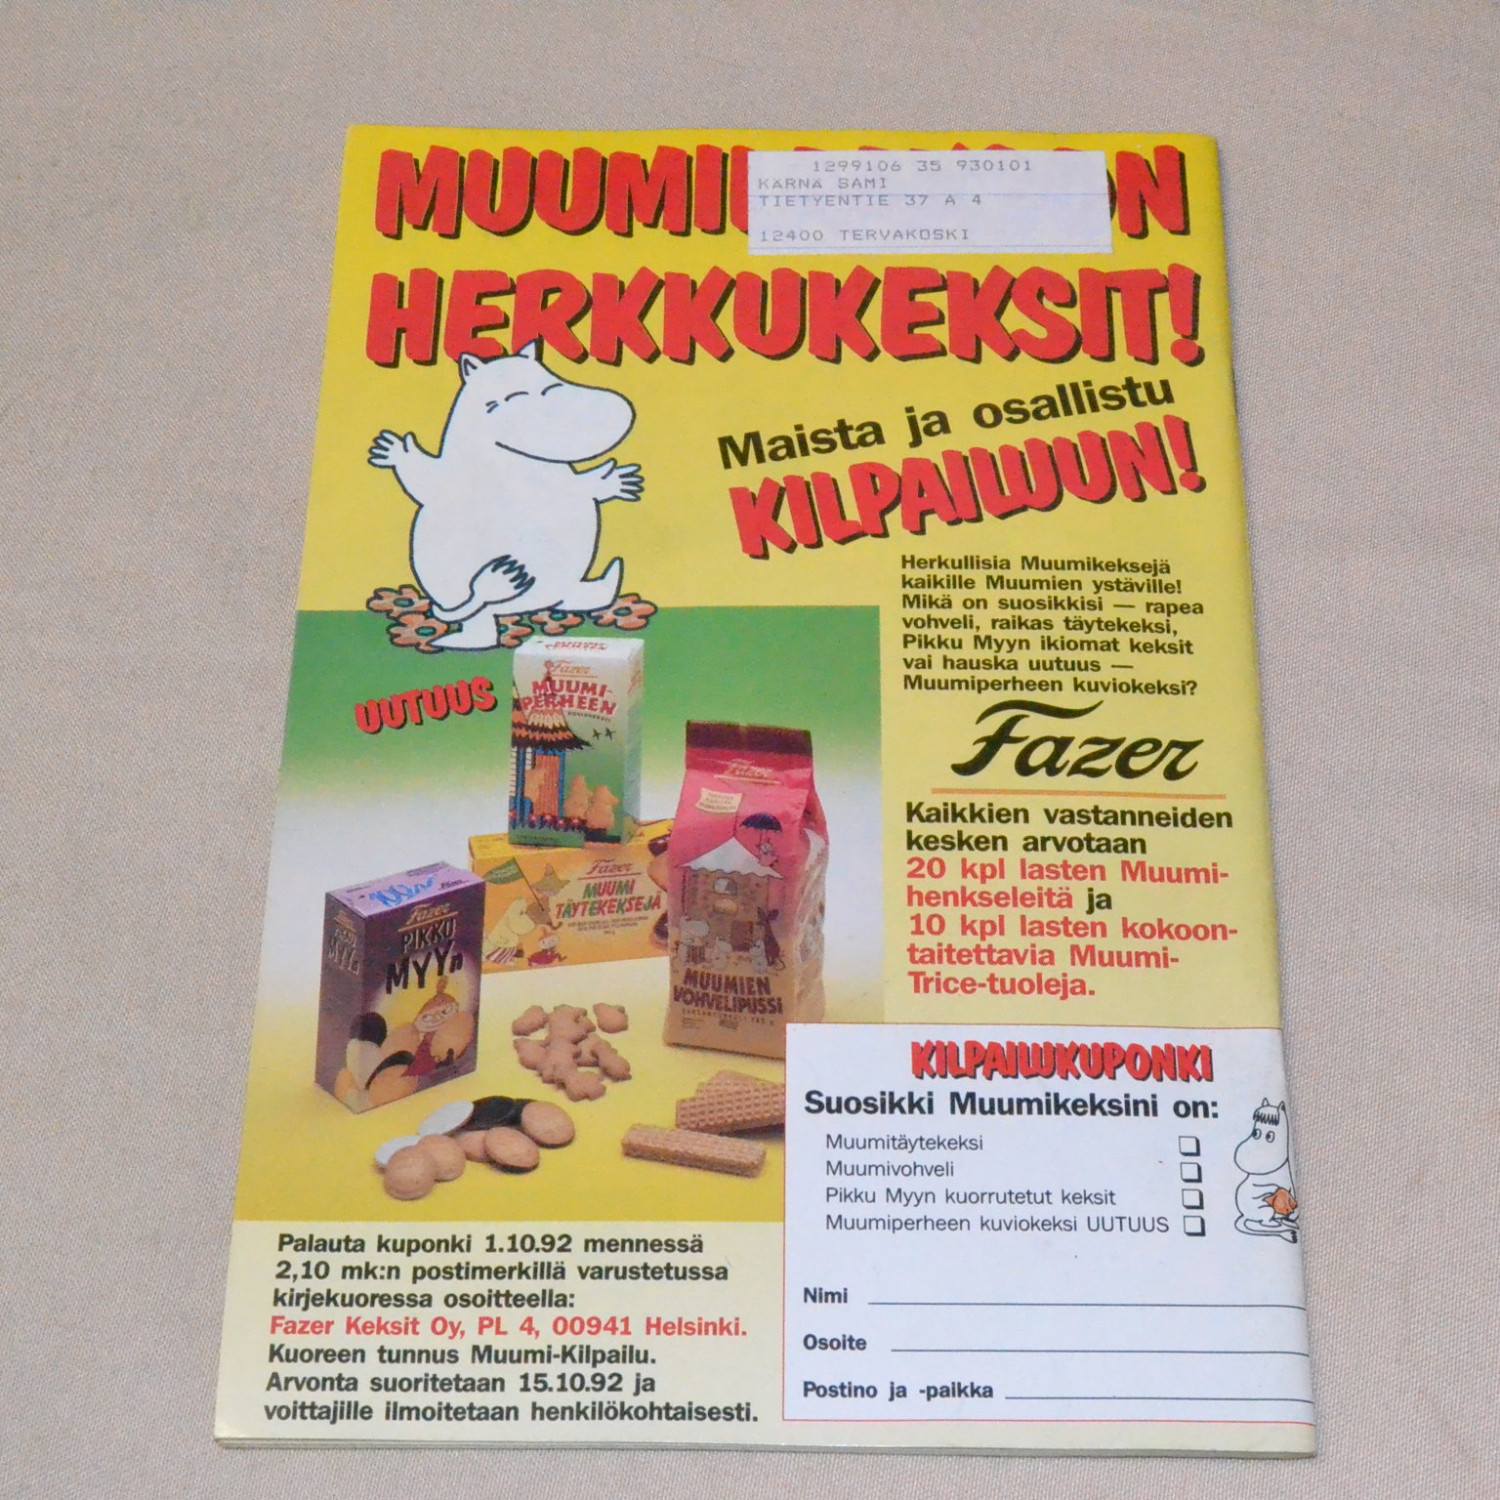 1299106 35 930101
KÄRNÄ SAMI
TIETYENTIE 37 A 4
12400 TERVAKOSKI
HERKKUKEKSIT!
Maista ja osallistu
KILPAILUUN!
Herkullisia Muumikeksejä
kaikille Muumien ystäville!
Mikä on suosikkisi — rapea
vohveli, raikas täytekeksi,
Pikku Myyn ikiomat keksit
vai hauska uutuus —
Muumiperheen kuviokeksi?
Fazer
Kaikkien vastanneiden
kesken arvotaan
20 kpl lasten Muumi-
henkseleitä ja
10 kpl lasten kokoon-
taitettavia Muumi-
Trice-tuoleja.
UUTUUS
Fazer
MUUMI-
PERHEEN
Fazer
MUUMI
TÄYTEKEKSEJÄ
Fazer
MUUMIEN
VOHVELIPUSSI
Fazer
PIKKU
MYYn
PIKKU
MYYn
KILPAILUKUPONKI
Suosikki Muumikeksini on:
Muumitäytekeksi
Muumivohveli
Pikku Myyn kuorrutetut keksit
Muumiperheen kuviokeksi UUTUUS
Nimi
Osoite
Postino ja -paikka
Palauta kuponki 1.10.92 mennessä
2,10 mk:n postimerkillä varustetussa
kirjekuoressa osoitteella:
Fazer Keksit Oy, PL 4, 00941 Helsinki.
Kuoreen tunnus Muumi-Kilpailu.
Arvonta suoritetaan 15.10.92 ja
voittajille ilmoitetaan henkilökohtaisesti.